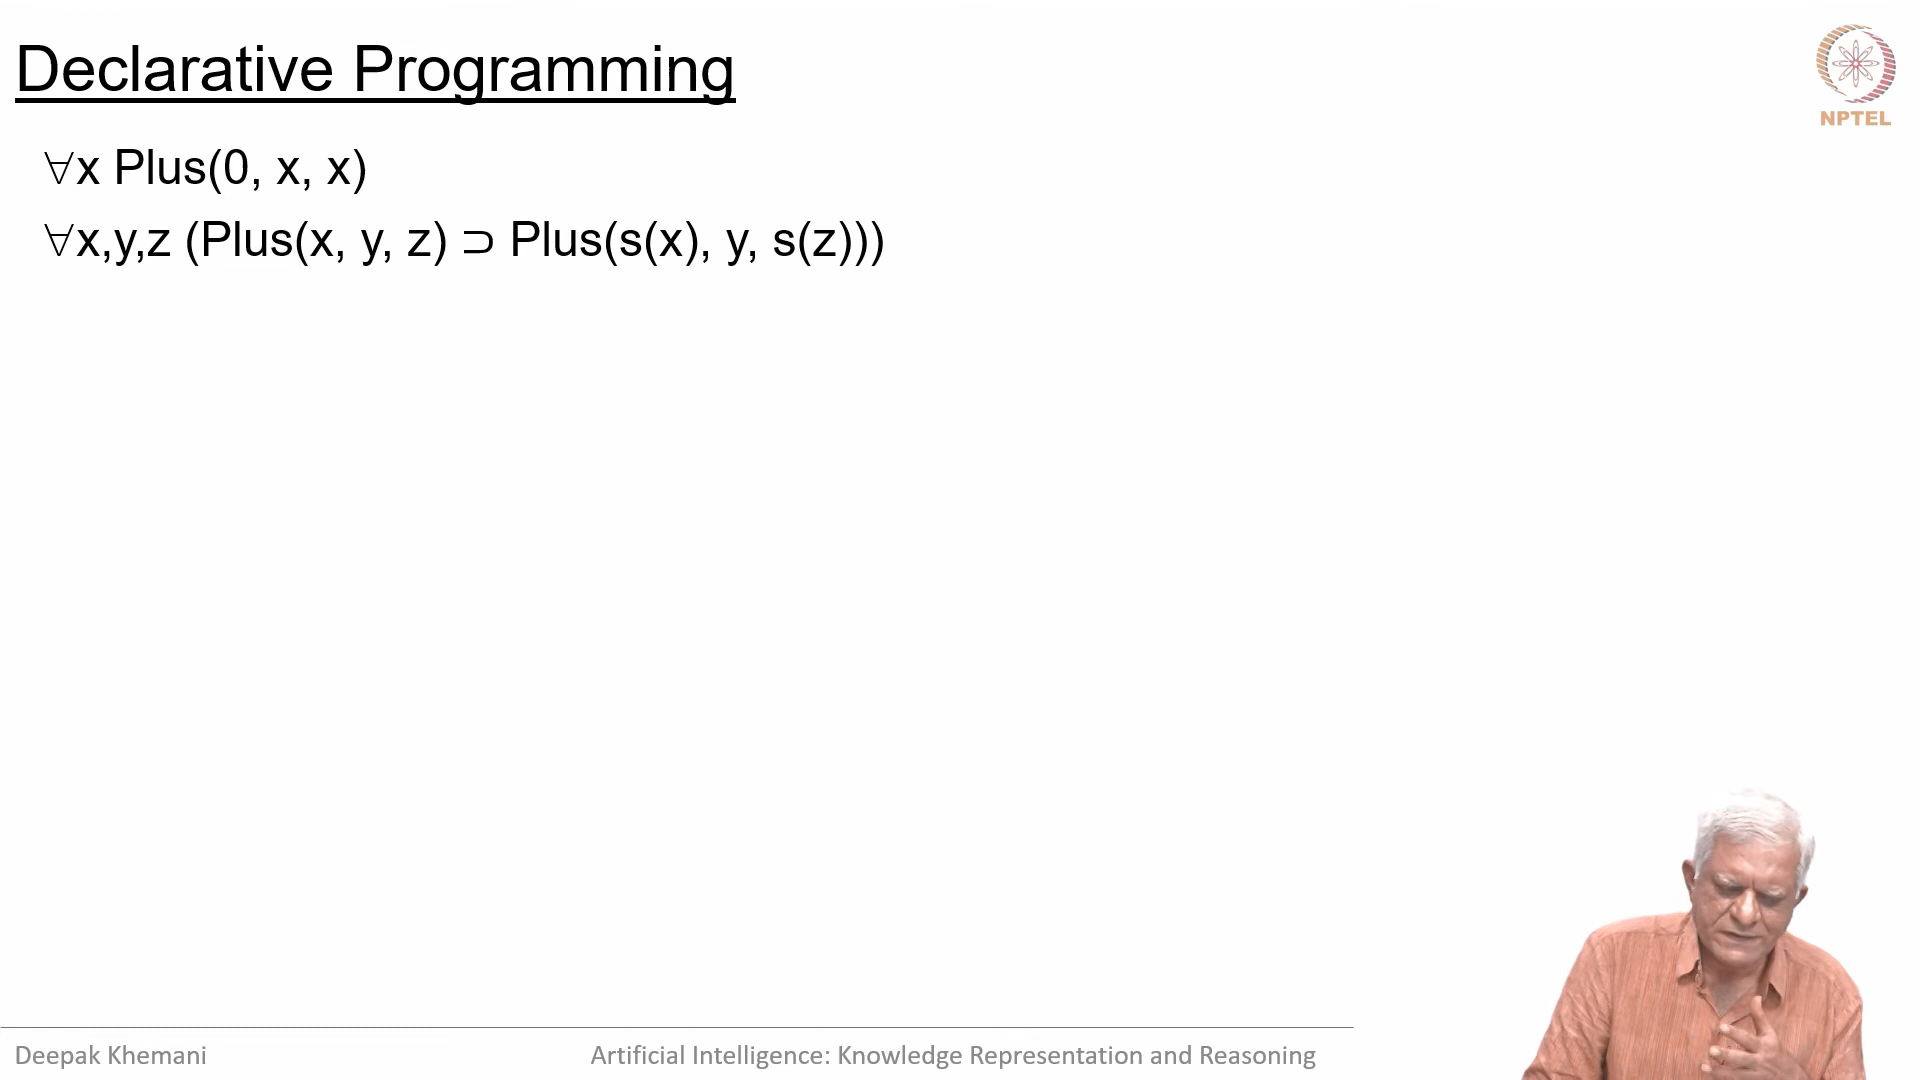 Declarative Programming
NPTEL
∀x Plus(0, x, x)
∀x,y,z (Plus(x, y, z) ⊃ Plus(s(x), y, s(z)))
Deepak Khemani
Artificial Intelligence: Knowledge Representation and Reasoning